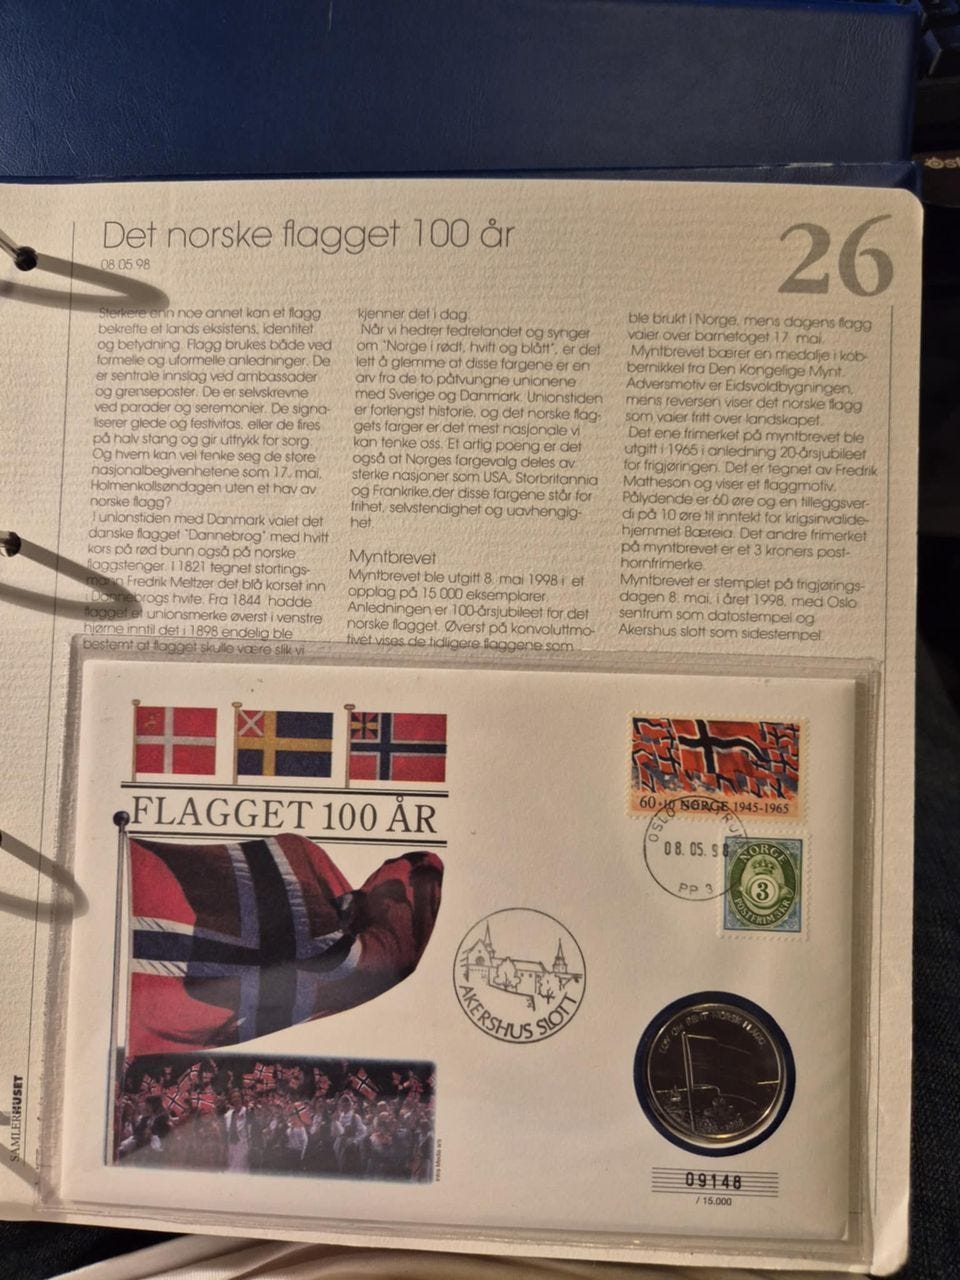 Det norske flagget 100 år
08.05.98
26
Sterkere enn noe annet kan et flagg
bekrefte et lands eksistens, identitet
og betydning. Flagg brukes både ved
formelle og uformelle anledninger. De
er sentrale innslag ved ambassader
og grenseposter. De er selvskrevne
ved parader og seremonier. De signa-
liserer glede og festivitas, eller de fires
på halv stang og gir uttrykk for sorg.
Og hvem kan vel tenke seg de store
nasjonalbegivenhetene som 17. mai,
Holmenkollsøndagen uten et hav av
norske flagg?
I unionstiden med Danmark vaiet det
danske flagget "Dannebrog" med hvitt
kors på rød bunn også på norske
flaggstenger. I 1821 tegnet stortings-
mann Fredrik Meltzer det blå korset inn
i Dannebrogs hvite. Fra 1844 hadde
flagget et unionsmerke øverst i venstre
hjørne inntil det i 1898 endelig ble
bestemt at flagget skulle være slik vi
kjenner det i dag.
Når vi hedrer fedrelandet og synger
om "Norge i rødt, hvitt og blått", er det
lett å glemme at disse fargene er en
arv fra de to påtvungne unionene
med Sverige og Danmark. Unionstiden
er forlengst historie, og det norske flag-
gets farger er det mest nasjonale vi
kan tenke oss. Et artig poeng er det
også at Norges fargevalg deles av
sterke nasjoner som USA, Storbritannia
og Frankrike,der disse fargene står for
frihet, selvstendighet og uavhengig-
het.
Myntbrevet
Myntbrevet ble utgitt 8. mai 1998 i et
opplag på 15 000 eksemplarer.
Anledningen er 100-årsjubileet for det
norske flagget. Øverst på konvoluttmo-
tivet vises de tidligere flaggene som
ble brukt i Norge, mens dagens flagg
vaier over barnetoget 17. mai.
Myntbrevet bærer en medalje i kob-
bernikkel fra Den Kongelige Mynt.
Adversmotiv er Eidsvoldbygningen,
mens reversen viser det norske flagg
som vaier fritt over landskapet.
Det ene frimerket på myntbrevet ble
utgitt i 1965 i anledning 20-årsjubileet
for frigjøringen. Det er tegnet av Fredrik
Matheson og viser et flaggmotiv.
Pålydende er 60 øre og en tilleggsver-
di på 10 øre til inntekt for krigsinvalide-
hjemmet Bæreia. Det andre frimerket
på myntbrevet er et 3 kroners post-
hornfrimerke.
Myntbrevet er stemplet på frigjørings-
dagen 8. mai, i året 1998, med Oslo
sentrum som datostempel og
Akershus slott som sidestempel.
FLAGGET 100 ÅR
60+10 NORGE 1945-1965
OSLO
08.05.98
PP 3
NORGE
3
POSTFRIM 3 KR
AKERSHUS SLOTT
LOV OM RENT NORSK FLAGG
1898-1998
09148
/ 15.000
Intra Media a/s
SAMLERHUSET